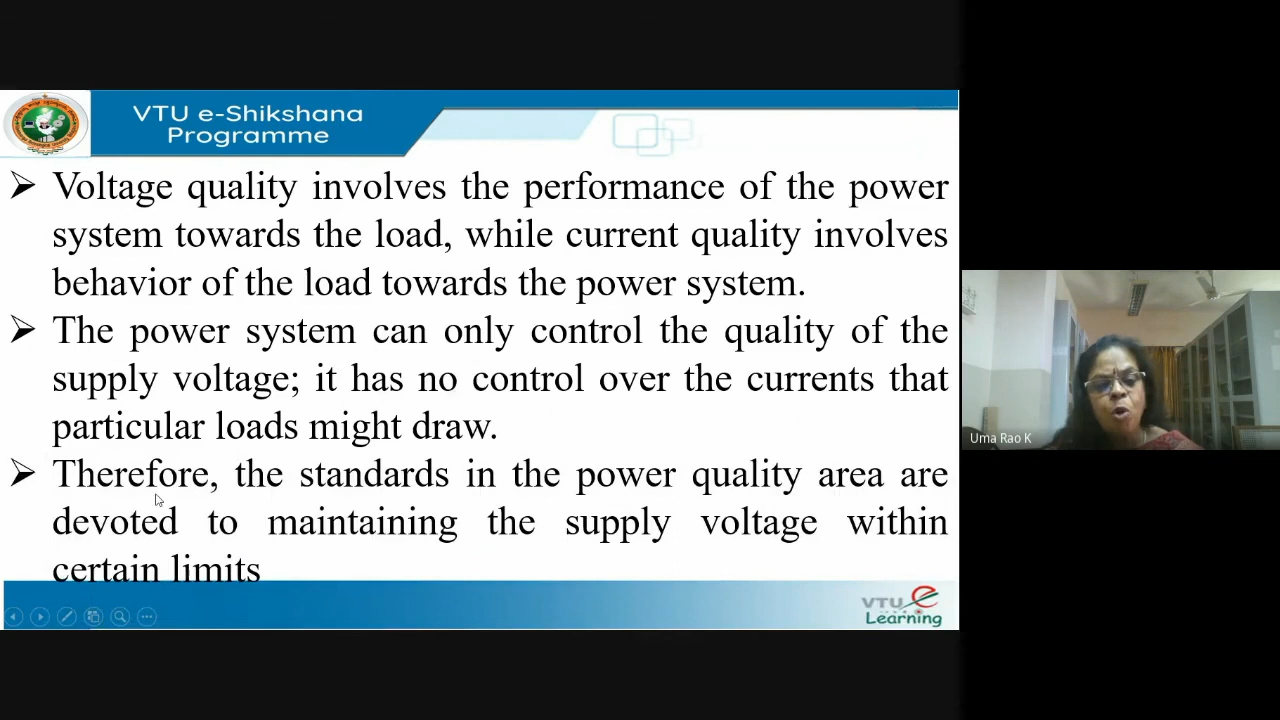 VTU e-Shikshana
Programme
➢ Voltage quality involves the performance of the power
system towards the load, while current quality involves
behavior of the load towards the power system.
➢ The power system can only control the quality of the
supply voltage; it has no control over the currents that
particular loads might draw.
➢ Therefore, the standards in the power quality area are
devoted to maintaining the supply voltage within
certain limits
VTU e
Learning
Uma Rao K